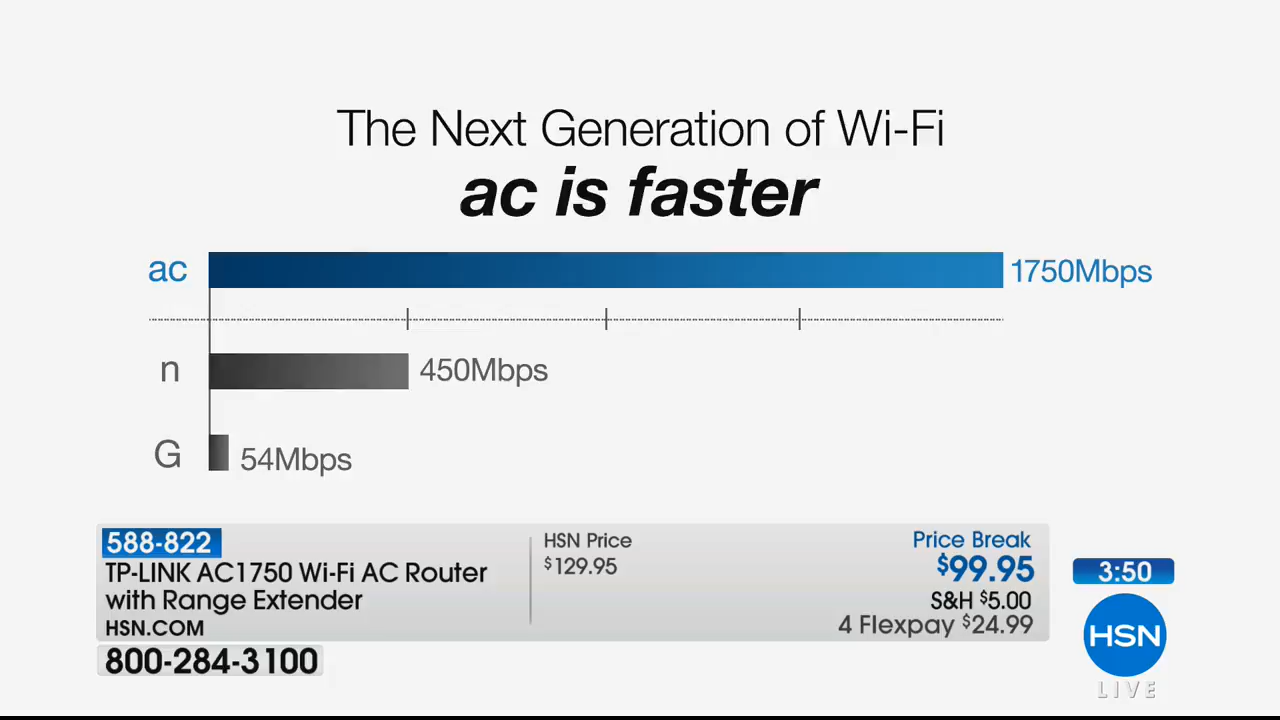 The Next Generation of Wi-Fi
ac is faster
ac 1750Mbps
n 450Mbps
G 54Mbps
588-822
TP-LINK AC1750 Wi-Fi AC Router
with Range Extender
HSN.COM
800-284-3100
HSN Price
$129.95
Price Break
$99.95
S&H $5.00
4 Flexpay $24.99
3:50
HSN
LIVE